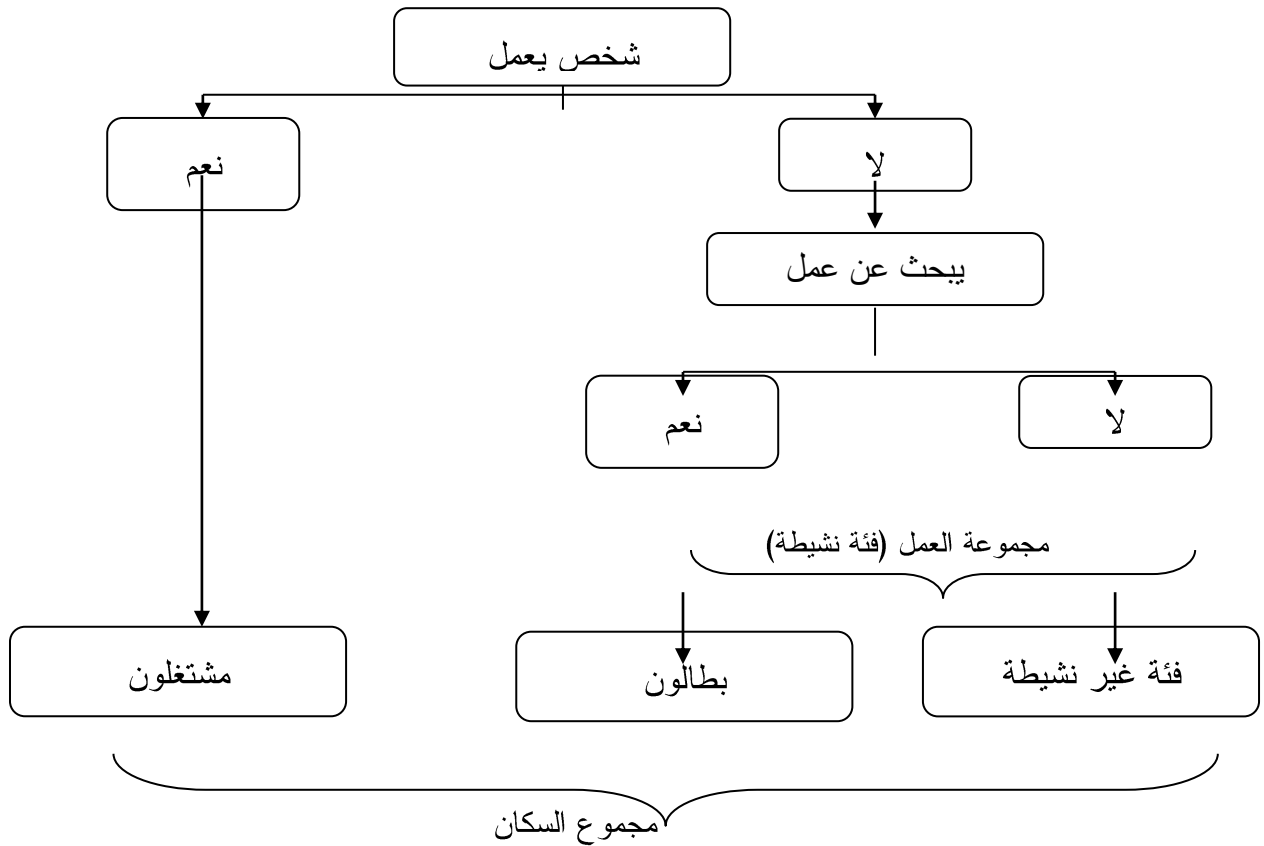 شخص يعمل
لا
نعم
يبحث عن عمل
لا
نعم
مجموعة العمل (فئة نشيطة)
فئة غير نشيطة
بطالون
مشتغلون
مجموع السكان